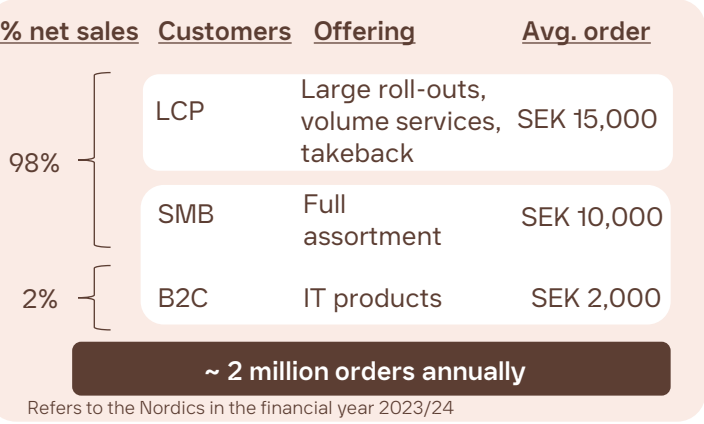 % net sales Customers Offering Avg. order
98%
LCP
Large roll-outs,
volume services,
takeback
SEK 15,000
SMB
Full
assortment
SEK 10,000
2%
B2C
IT products
SEK 2,000
~ 2 million orders annually
Refers to the Nordics in the financial year 2023/24